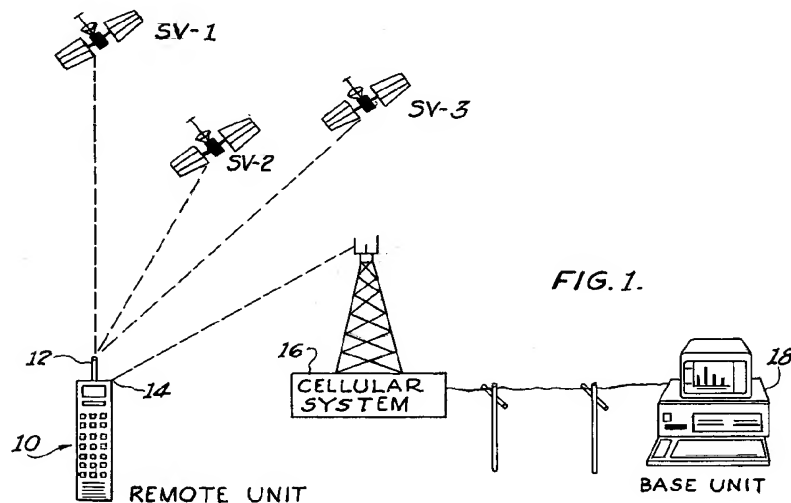 SV-1
SV-2
SV-3
FIG. 1.
12
14
16
18
CELLULAR
SYSTEM
10
REMOTE UNIT
BASE UNIT